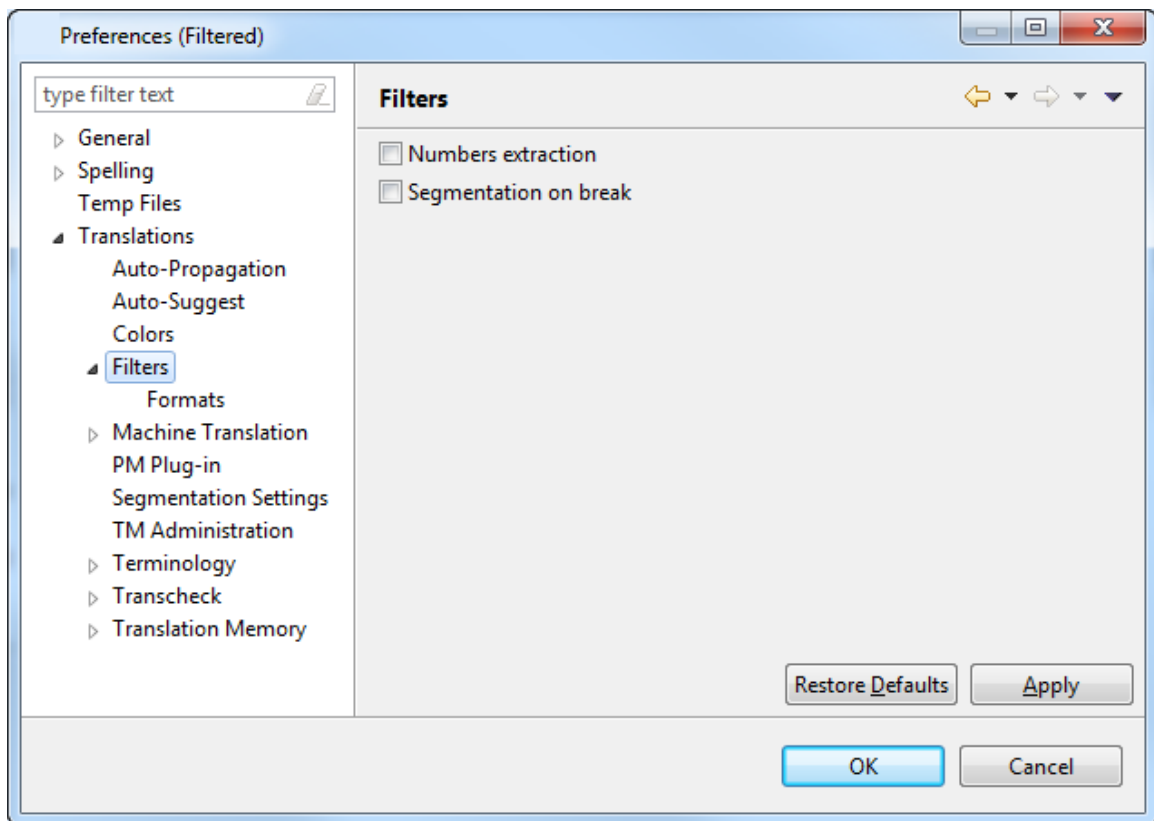 Preferences (Filtered)
type filter text
General
Spelling
Temp Files
Translations
Auto-Propagation
Auto-Suggest
Colors
Filters
Formats
Machine Translation
PM Plug-in
Segmentation Settings
TM Administration
Terminology
Transcheck
Translation Memory
Filters
Numbers extraction
Segmentation on break
Restore Defaults
Apply
OK
Cancel